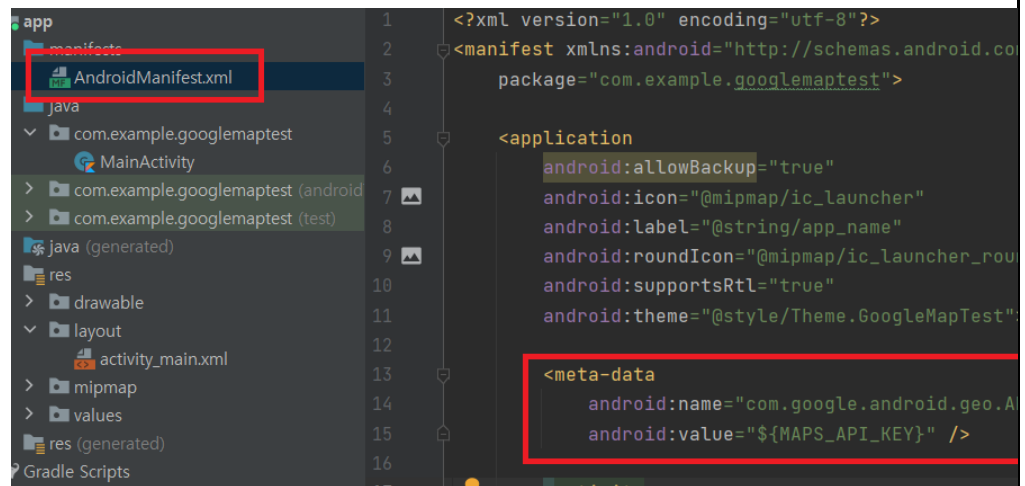 app
manifests
AndroidManifest.xml
java
com.example.googlemaptest
MainActivity
com.example.googlemaptest (android
com.example.googlemaptest (test)
java (generated)
res
drawable
layout
activity_main.xml
mipmap
values
res (generated)
Gradle Scripts
1 <?xml version="1.0" encoding="utf-8"?>
2 <manifest xmlns:android="http://schemas.android.co
3 package="com.example.googlemaptest">
4
5 <application
6 android:allowBackup="true"
7 android:icon="@mipmap/ic_launcher"
8 android:label="@string/app_name"
9 android:roundIcon="@mipmap/ic_launcher_rou
10 android:supportsRtl="true"
11 android:theme="@style/Theme.GoogleMapTest">
12
13 <meta-data
14 android:name="com.google.android.geo.A
15 android:value="${MAPS_API_KEY}" />
16